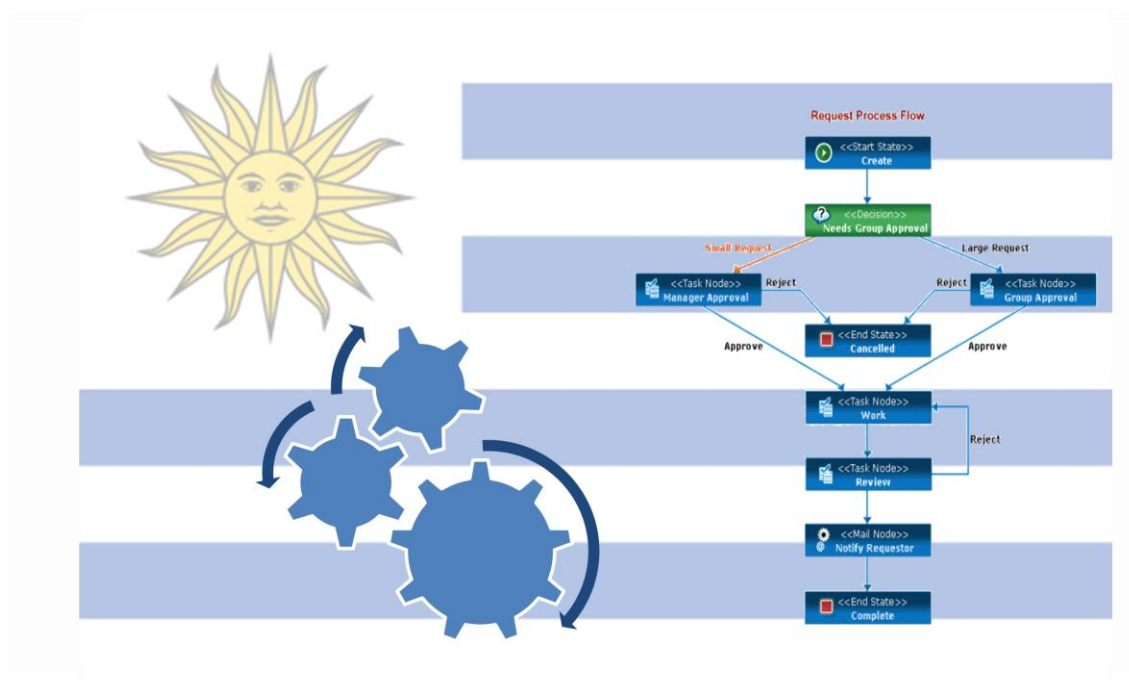 Request Process Flow
<<Start State>>
Create
<<Decision>>
Needs Group Approval
Small Request
Large Request
<<Task Node>>
Manager Approval
Reject
Reject
<<Task Node>>
Group Approval
<<End State>>
Cancelled
Approve
Approve
<<Task Node>>
Work
Reject
<<Task Node>>
Review
<<Mail Node>>
@ Notify Requestor
<<End State>>
Complete